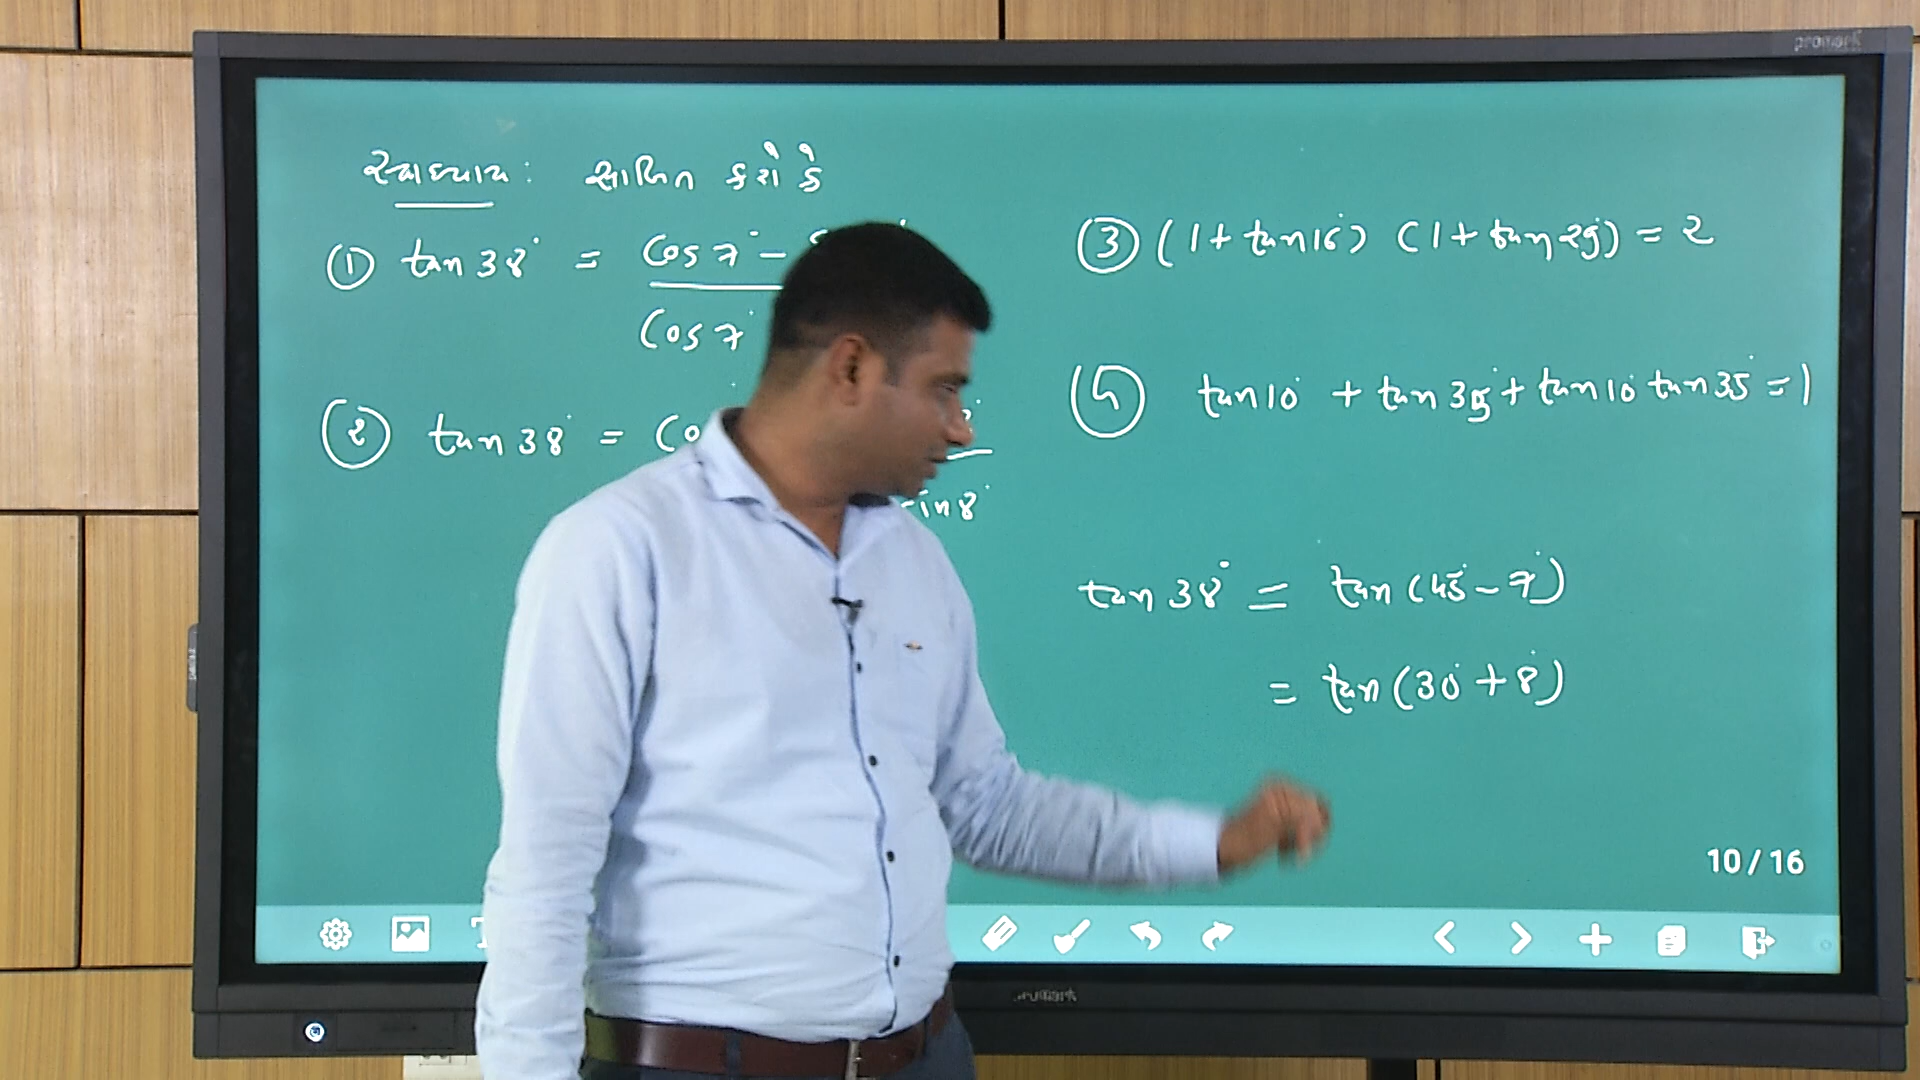 સ્વાધ્યાય : સાબિત કરો કે
① tan 38° = cos 7° −
cos 7°
② tan 38° =
sin 8°
③ (1 + tan 16°) (1 + tan 29°) = 2
④ tan 10° + tan 35° + tan 10° tan 35° = 1
tan 38° = tan (45° − 7°)
= tan (30° + 8°)
10 / 16
promark
promark